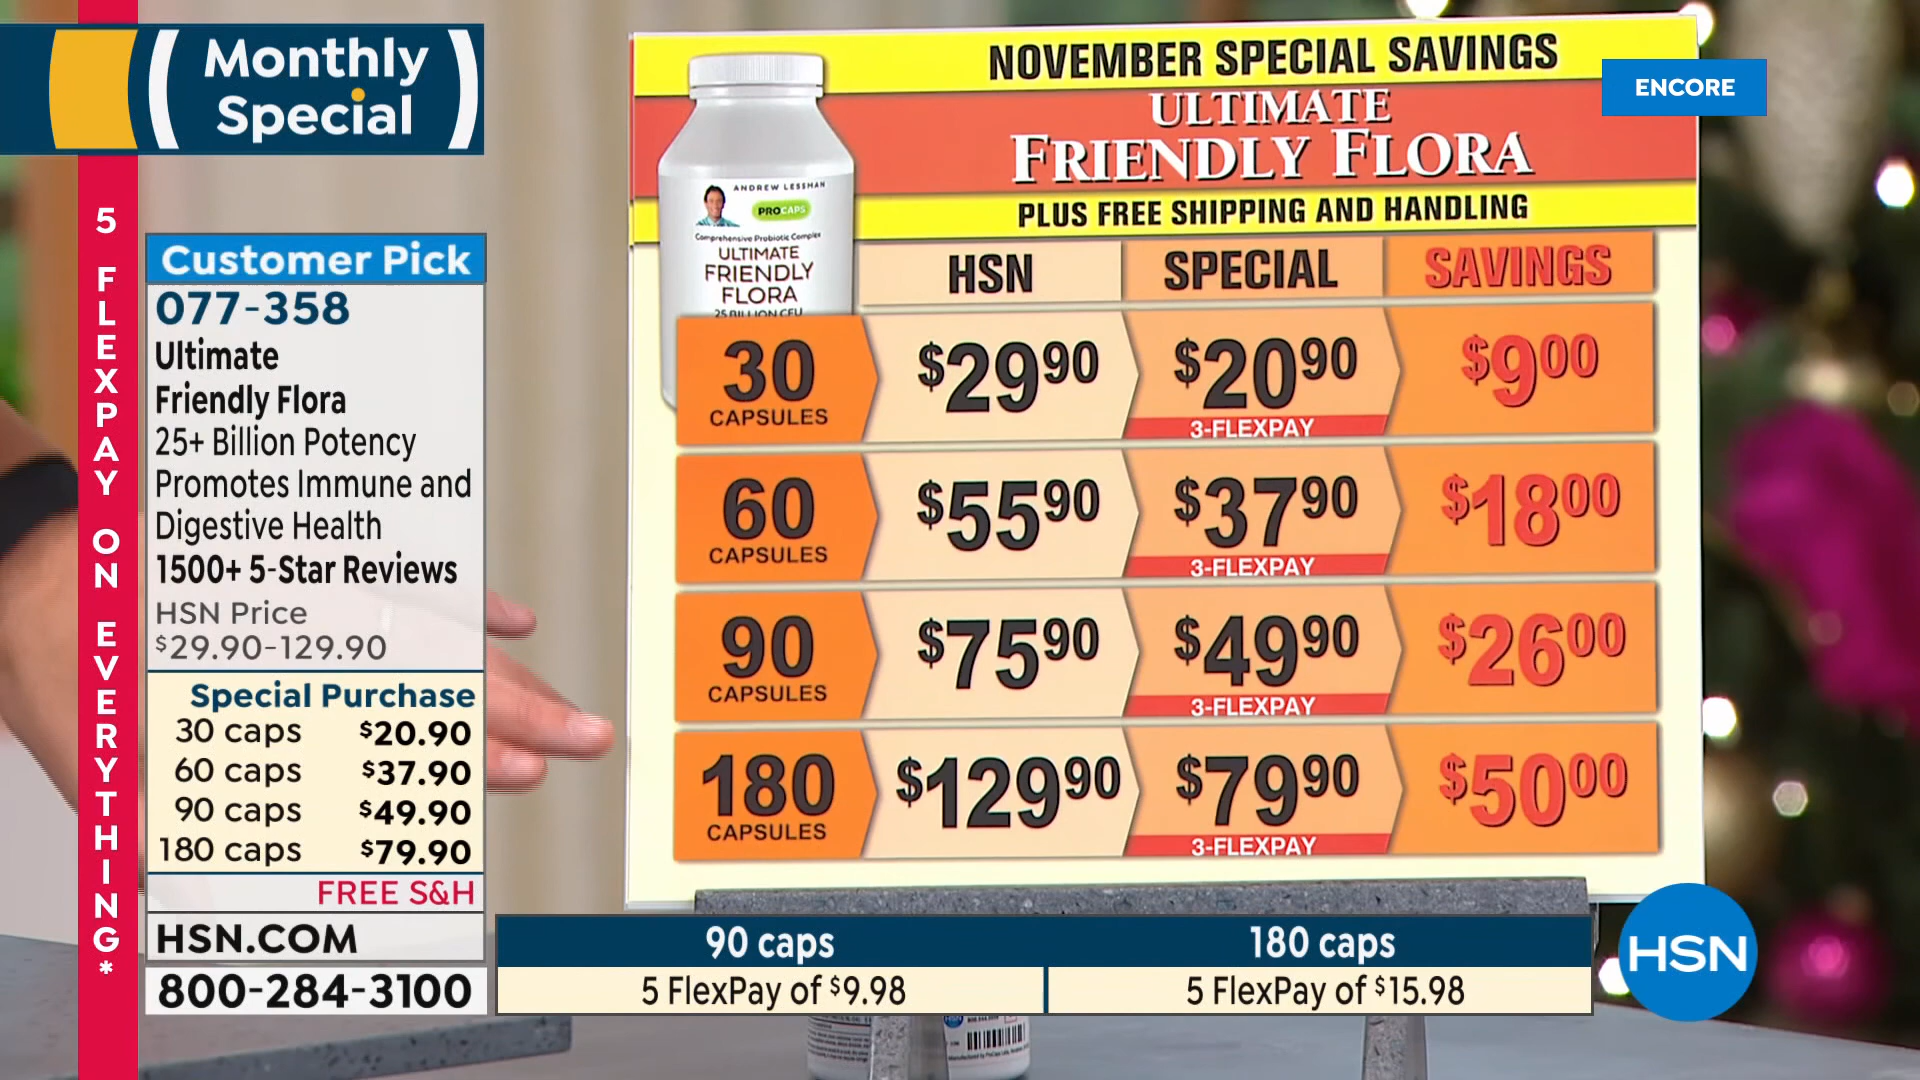 Monthly
Special
5 FLEXPAY ON EVERYTHING*
Customer Pick
077-358
Ultimate
Friendly Flora
25+ Billion Potency
Promotes Immune and
Digestive Health
1500+ 5-Star Reviews
HSN Price
$29.90-129.90
Special Purchase
30 caps $20.90
60 caps $37.90
90 caps $49.90
180 caps $79.90
FREE S&H
HSN.COM
800-284-3100
NOVEMBER SPECIAL SAVINGS
ENCORE
ULTIMATE
FRIENDLY FLORA
PLUS FREE SHIPPING AND HANDLING
ANDREW LESSMAN
PROCAPS
Comprehensive Probiotic Complex
ULTIMATE
FRIENDLY
FLORA
25 BILLION CFU
HSN SPECIAL SAVINGS
30 CAPSULES $29.90 $20.90 $9.00
3-FLEXPAY
60 CAPSULES $55.90 $37.90 $18.00
3-FLEXPAY
90 CAPSULES $75.90 $49.90 $26.00
3-FLEXPAY
180 CAPSULES $129.90 $79.90 $50.00
3-FLEXPAY
90 caps 180 caps
5 FlexPay of $9.98 5 FlexPay of $15.98
HSN